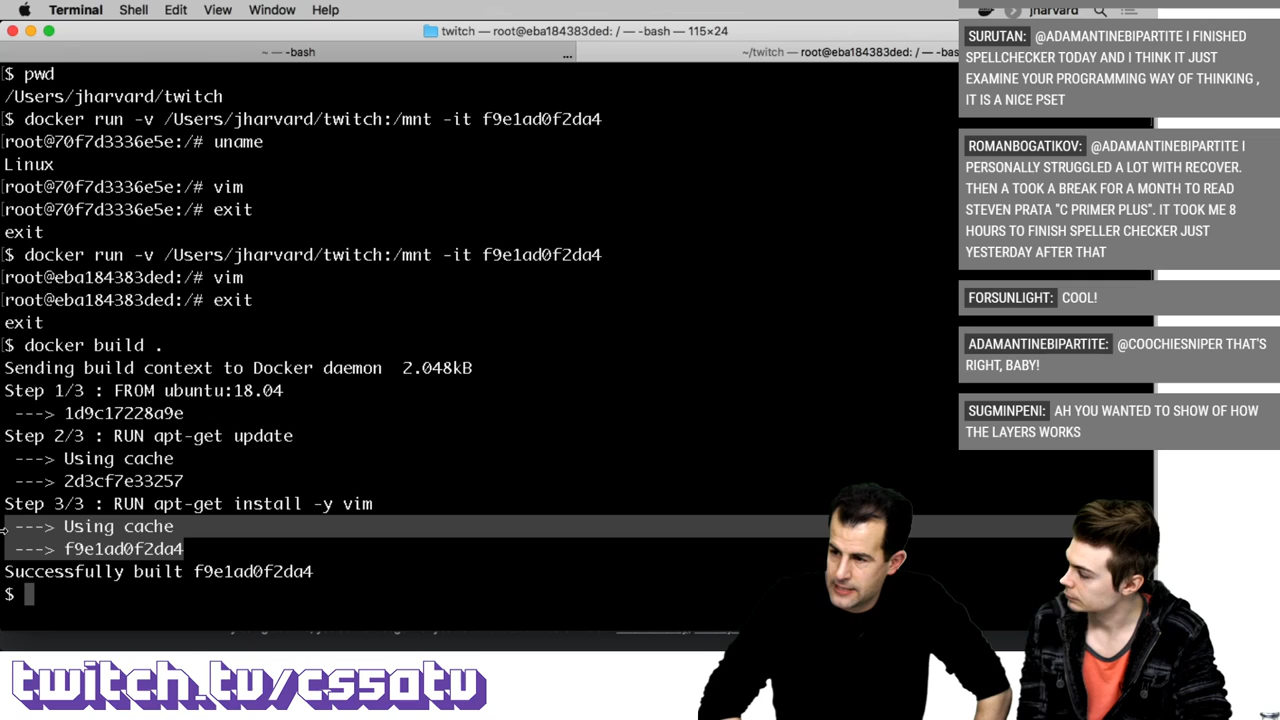 Terminal Shell Edit View Window Help
jharvard
twitch — root@eba184383ded: / — -bash — 115×24
~ — -bash
...
~/twitch — root@eba184383ded: / — -bas
$ pwd
/Users/jharvard/twitch
$ docker run -v /Users/jharvard/twitch:/mnt -it f9e1ad0f2da4
[root@70f7d3336e5e:/# uname
Linux
[root@70f7d3336e5e:/# vim
[root@70f7d3336e5e:/# exit
exit
[$ docker run -v /Users/jharvard/twitch:/mnt -it f9e1ad0f2da4
[root@eba184383ded:/# vim
[root@eba184383ded:/# exit
exit
[$ docker build .
Sending build context to Docker daemon  2.048kB
Step 1/3 : FROM ubuntu:18.04
---> 1d9c17228a9e
Step 2/3 : RUN apt-get update
---> Using cache
---> 2d3cf7e33257
Step 3/3 : RUN apt-get install -y vim
---> Using cache
---> f9e1ad0f2da4
Successfully built f9e1ad0f2da4
$
SURUTAN: @ADAMANTINEBIPARTITE I FINISHED
SPELLCHECKER TODAY AND I THINK IT JUST
EXAMINE YOUR PROGRAMMING WAY OF THINKING ,
IT IS A NICE PSET
ROMANBOGATIKOV: @ADAMANTINEBIPARTITE I
PERSONALLY STRUGGLED A LOT WITH RECOVER.
THEN A TOOK A BREAK FOR A MONTH TO READ
STEVEN PRATA "C PRIMER PLUS". IT TOOK ME 8
HOURS TO FINISH SPELLER CHECKER JUST
YESTERDAY AFTER THAT
FORSUNLIGHT: COOL!
ADAMANTINEBIPARTITE: @COOCHIESNIPER THAT'S
RIGHT, BABY!
SUGMINPENI: AH YOU WANTED TO SHOW OF HOW
THE LAYERS WORKS
twitch.tv/cs50tv